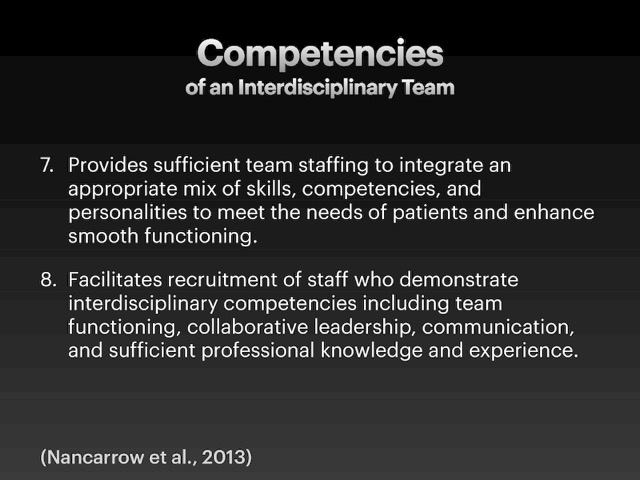 Competencies
of an Interdisciplinary Team
7. Provides sufficient team staffing to integrate an
appropriate mix of skills, competencies, and
personalities to meet the needs of patients and enhance
smooth functioning.
8. Facilitates recruitment of staff who demonstrate
interdisciplinary competencies including team
functioning, collaborative leadership, communication,
and sufficient professional knowledge and experience.
(Nancarrow et al., 2013)